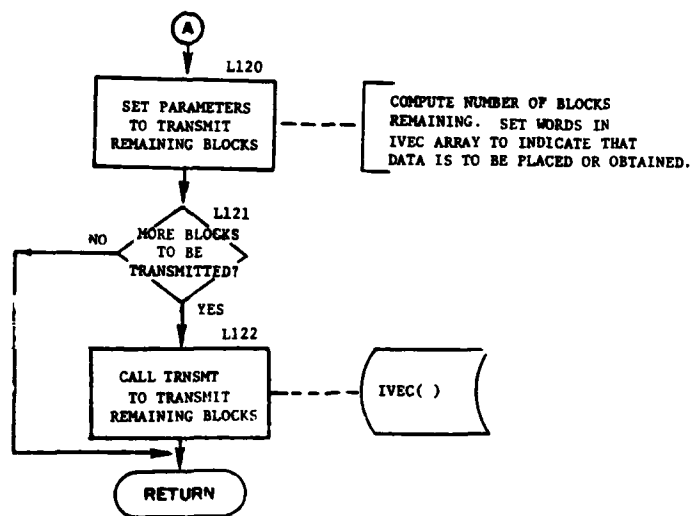 A
L120
SET PARAMETERS
TO TRANSMIT
REMAINING BLOCKS
COMPUTE NUMBER OF BLOCKS
REMAINING. SET WORDS IN
IVEC ARRAY TO INDICATE THAT
DATA IS TO BE PLACED OR OBTAINED.
L121
NO
MORE BLOCKS
TO BE
TRANSMITTED?
YES
L122
CALL TRNSMT
TO TRANSMIT
REMAINING BLOCKS
IVEC( )
RETURN